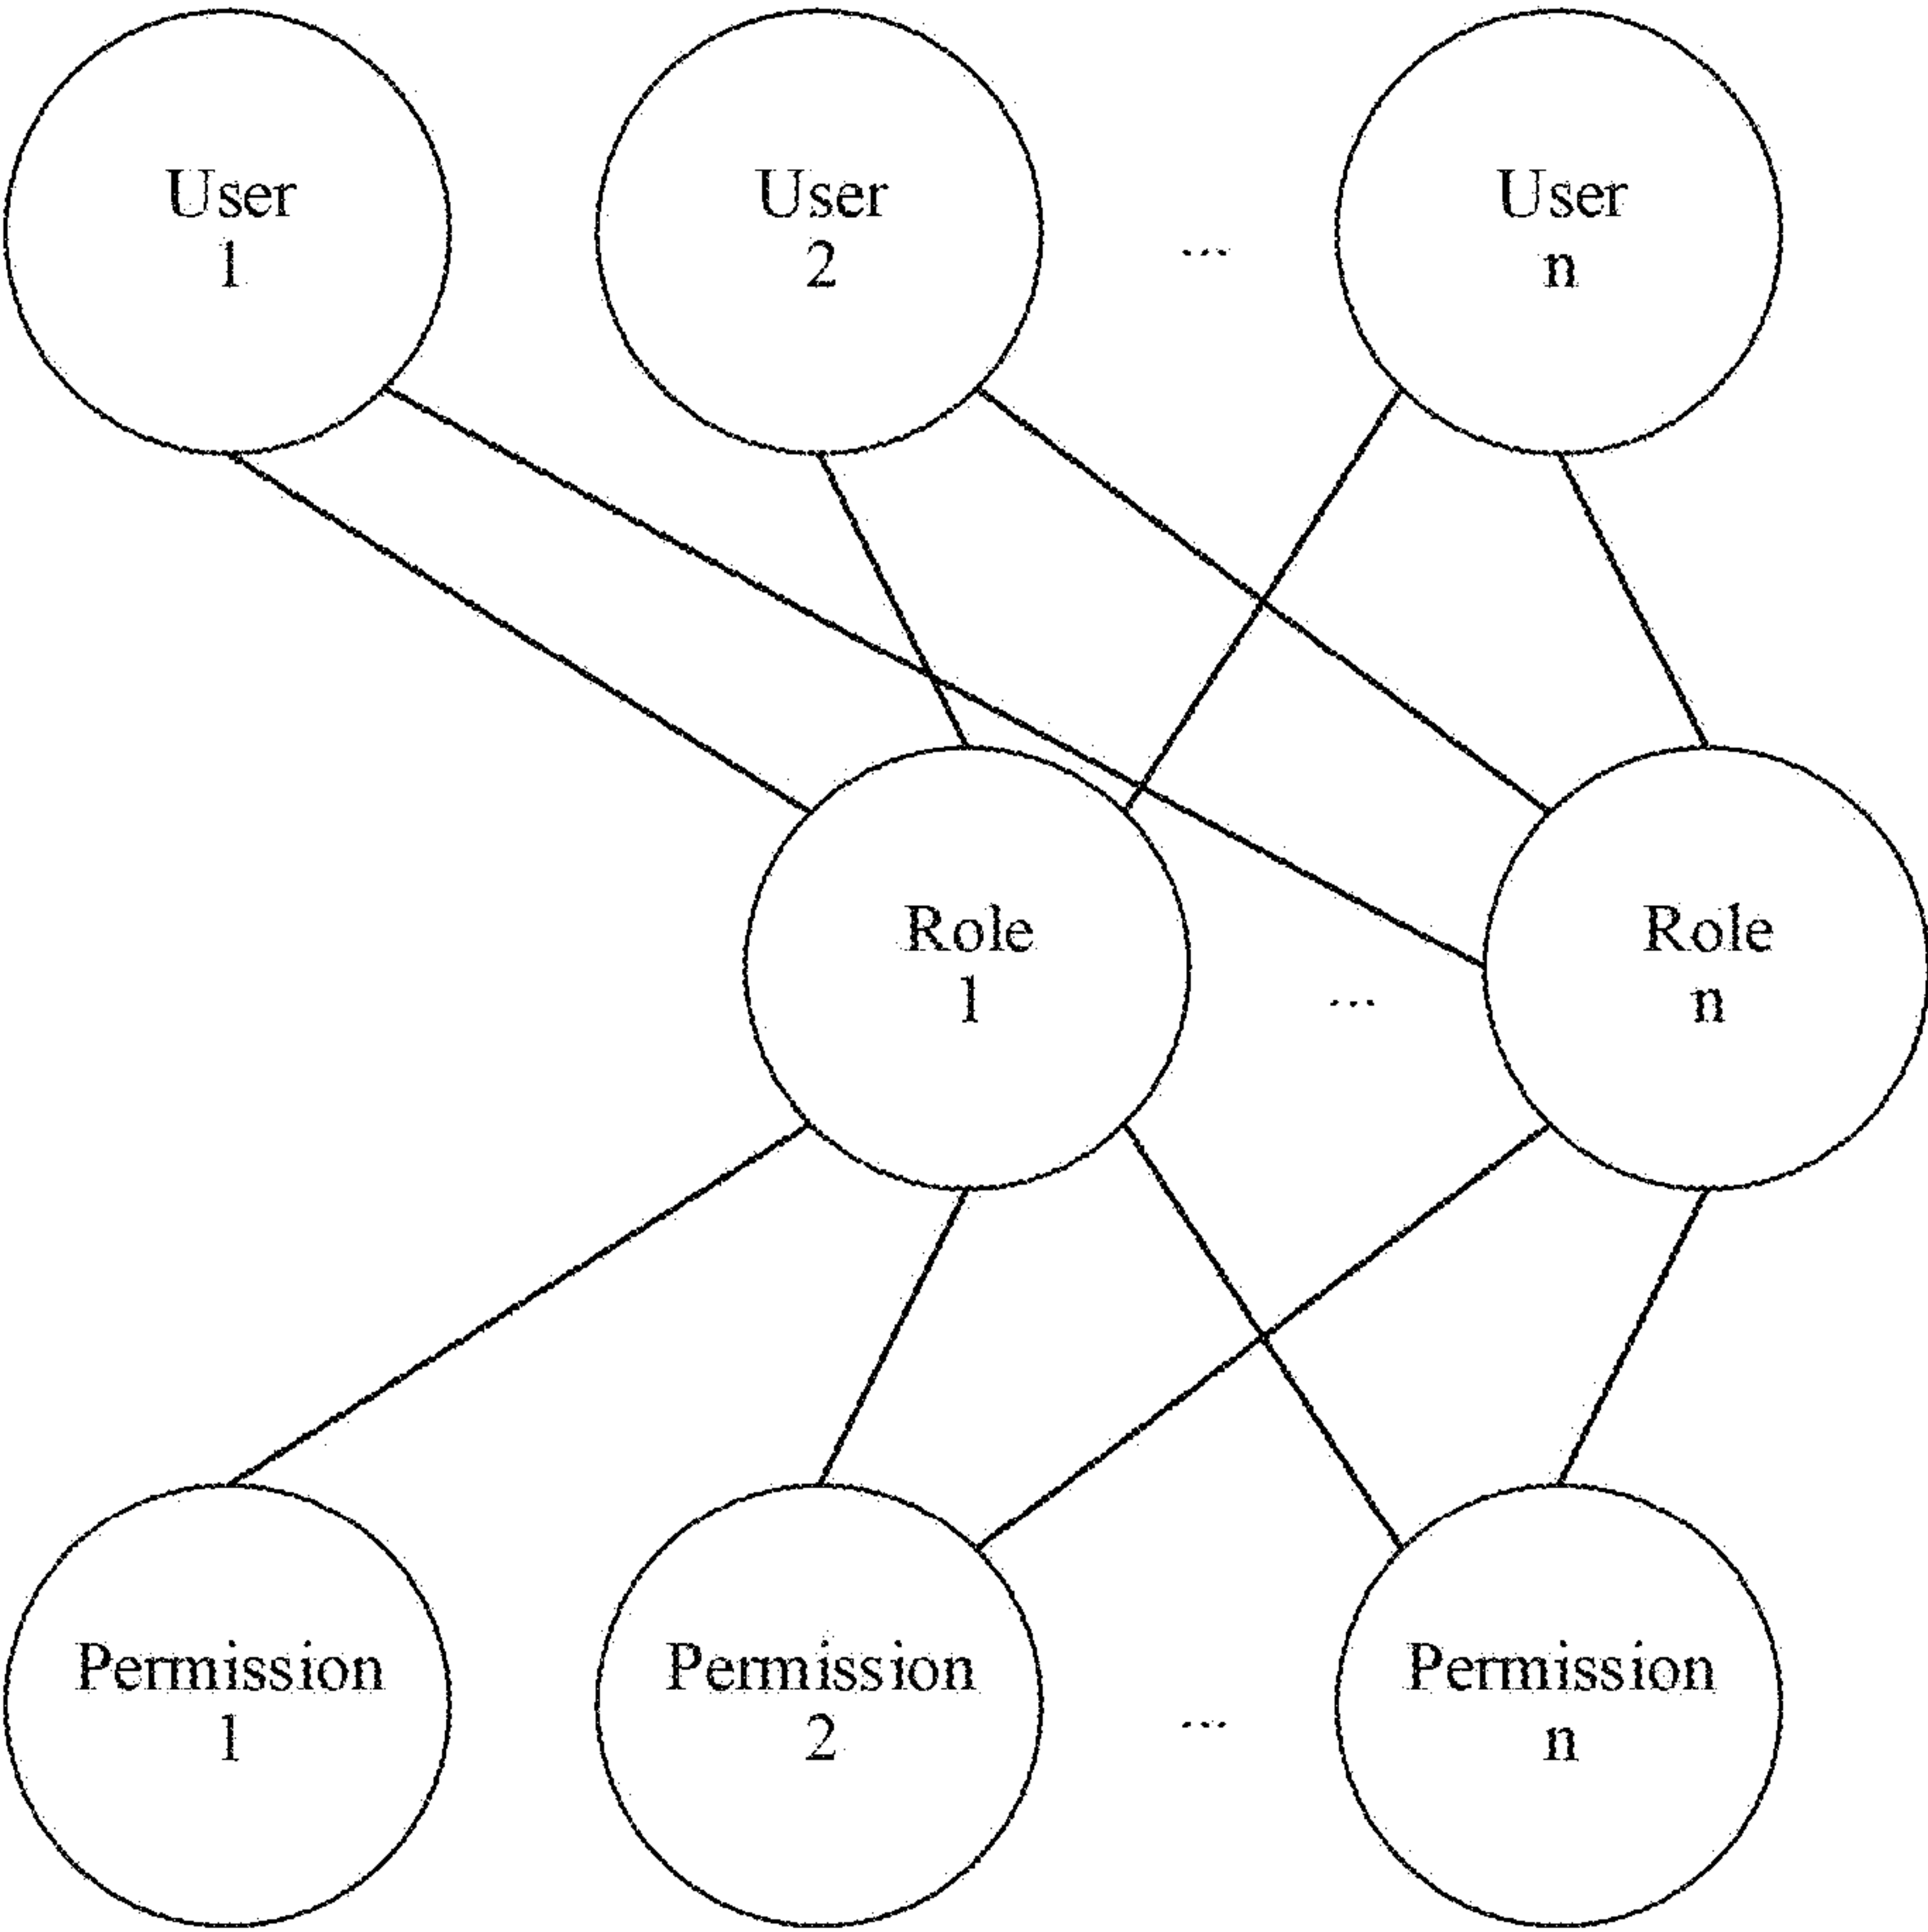 User
1
User
2
...
User
n
Role
1
...
Role
n
Permission
1
Permission
2
...
Permission
n